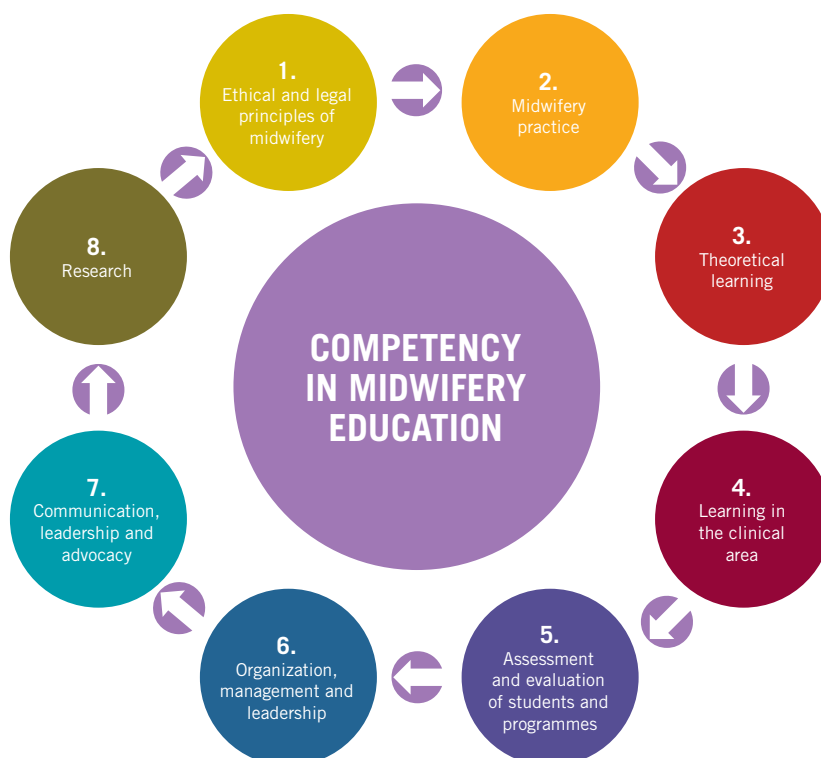 1.
Ethical and legal
principles of
midwifery
2.
Midwifery
practice
3.
Theoretical
learning
4.
Learning in
the clinical
area
5.
Assessment
and evaluation
of students and
programmes
6.
Organization,
management and
leadership
7.
Communication,
leadership and
advocacy
8.
Research
COMPETENCY
IN MIDWIFERY
EDUCATION